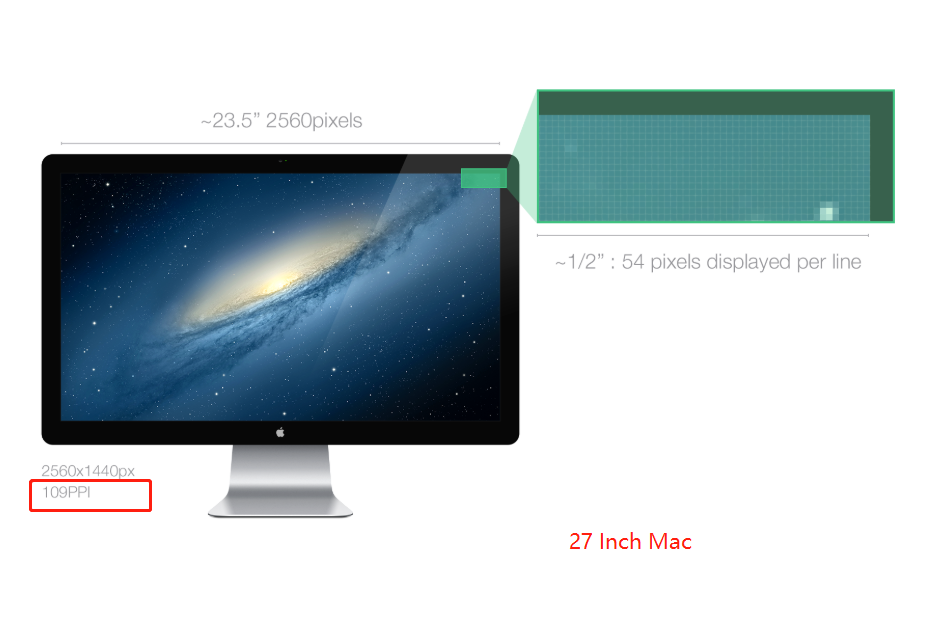 ~23.5” 2560pixels
~1/2” : 54 pixels displayed per line
2560x1440px
109PPI
27 Inch Mac